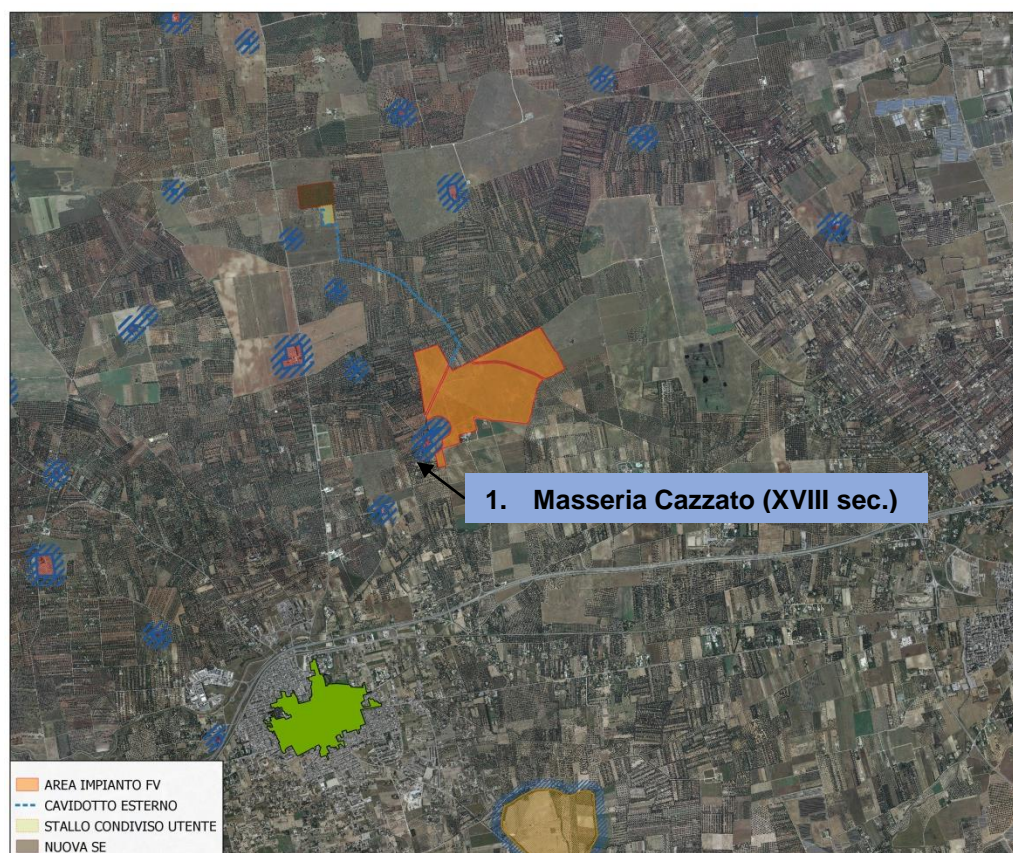 1. Masseria Cazzato (XVIII sec.)
AREA IMPIANTO FV
CAVIDOTTO ESTERNO
STALLO CONDIVISO UTENTE
NUOVA SE